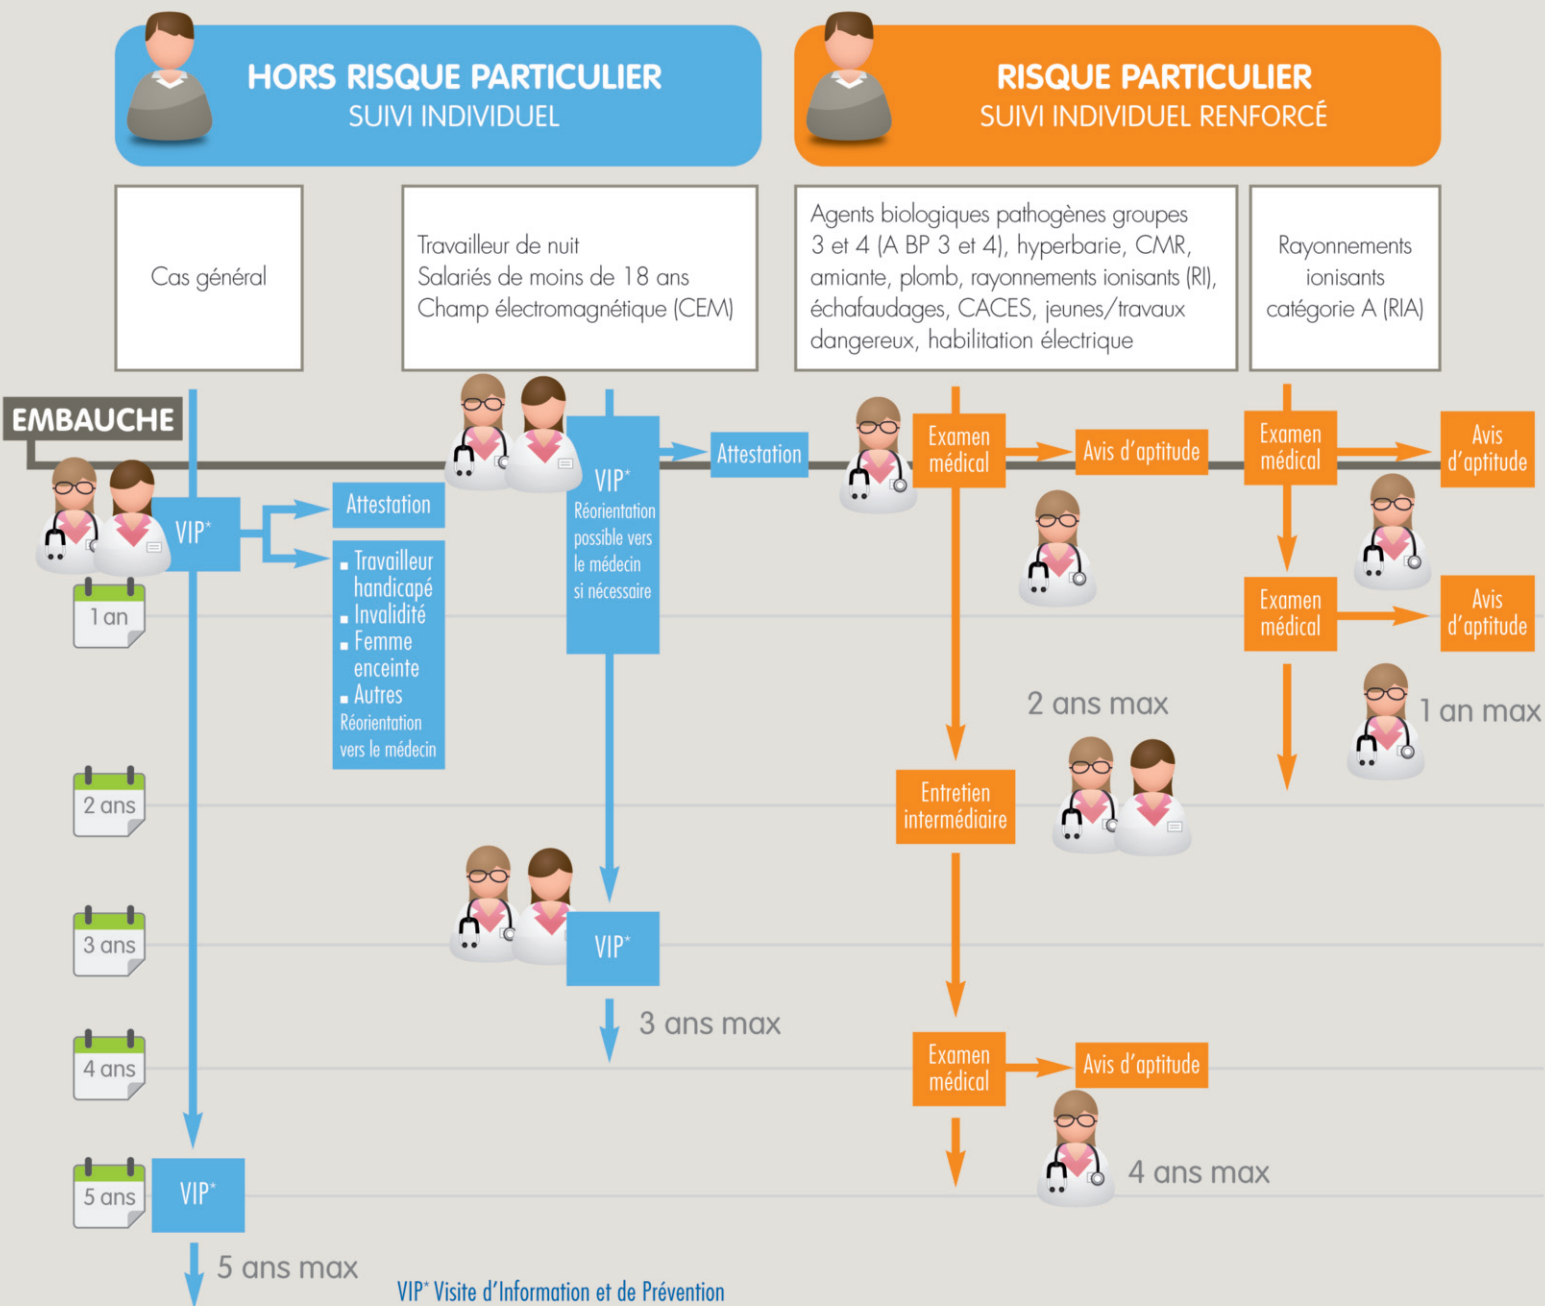 HORS RISQUE PARTICULIER
SUIVI INDIVIDUEL
RISQUE PARTICULIER
SUIVI INDIVIDUEL RENFORCÉ
Cas général
Travailleur de nuit
Salariés de moins de 18 ans
Champ électromagnétique (CEM)
Agents biologiques pathogènes groupes
3 et 4 (A BP 3 et 4), hyperbarie, CMR,
amiante, plomb, rayonnements ionisants (RI),
échafaudages, CACES, jeunes/travaux
dangereux, habilitation électrique
Rayonnements
ionisants
catégorie A (RIA)
EMBAUCHE
VIP*
Attestation
▪ Travailleur
handicapé
▪ Invalidité
▪ Femme
enceinte
▪ Autres
Réorientation
vers le médecin
VIP*
Réorientation
possible vers
le médecin
si nécessaire
Attestation
Examen
médical
Avis d'aptitude
Examen
médical
Avis
d'aptitude
1 an
Examen
médical
Avis
d'aptitude
2 ans max
1 an max
2 ans
Entretien
intermédiaire
3 ans
VIP*
3 ans max
4 ans
Examen
médical
Avis d'aptitude
4 ans max
5 ans
VIP*
5 ans max
VIP* Visite d'Information et de Prévention